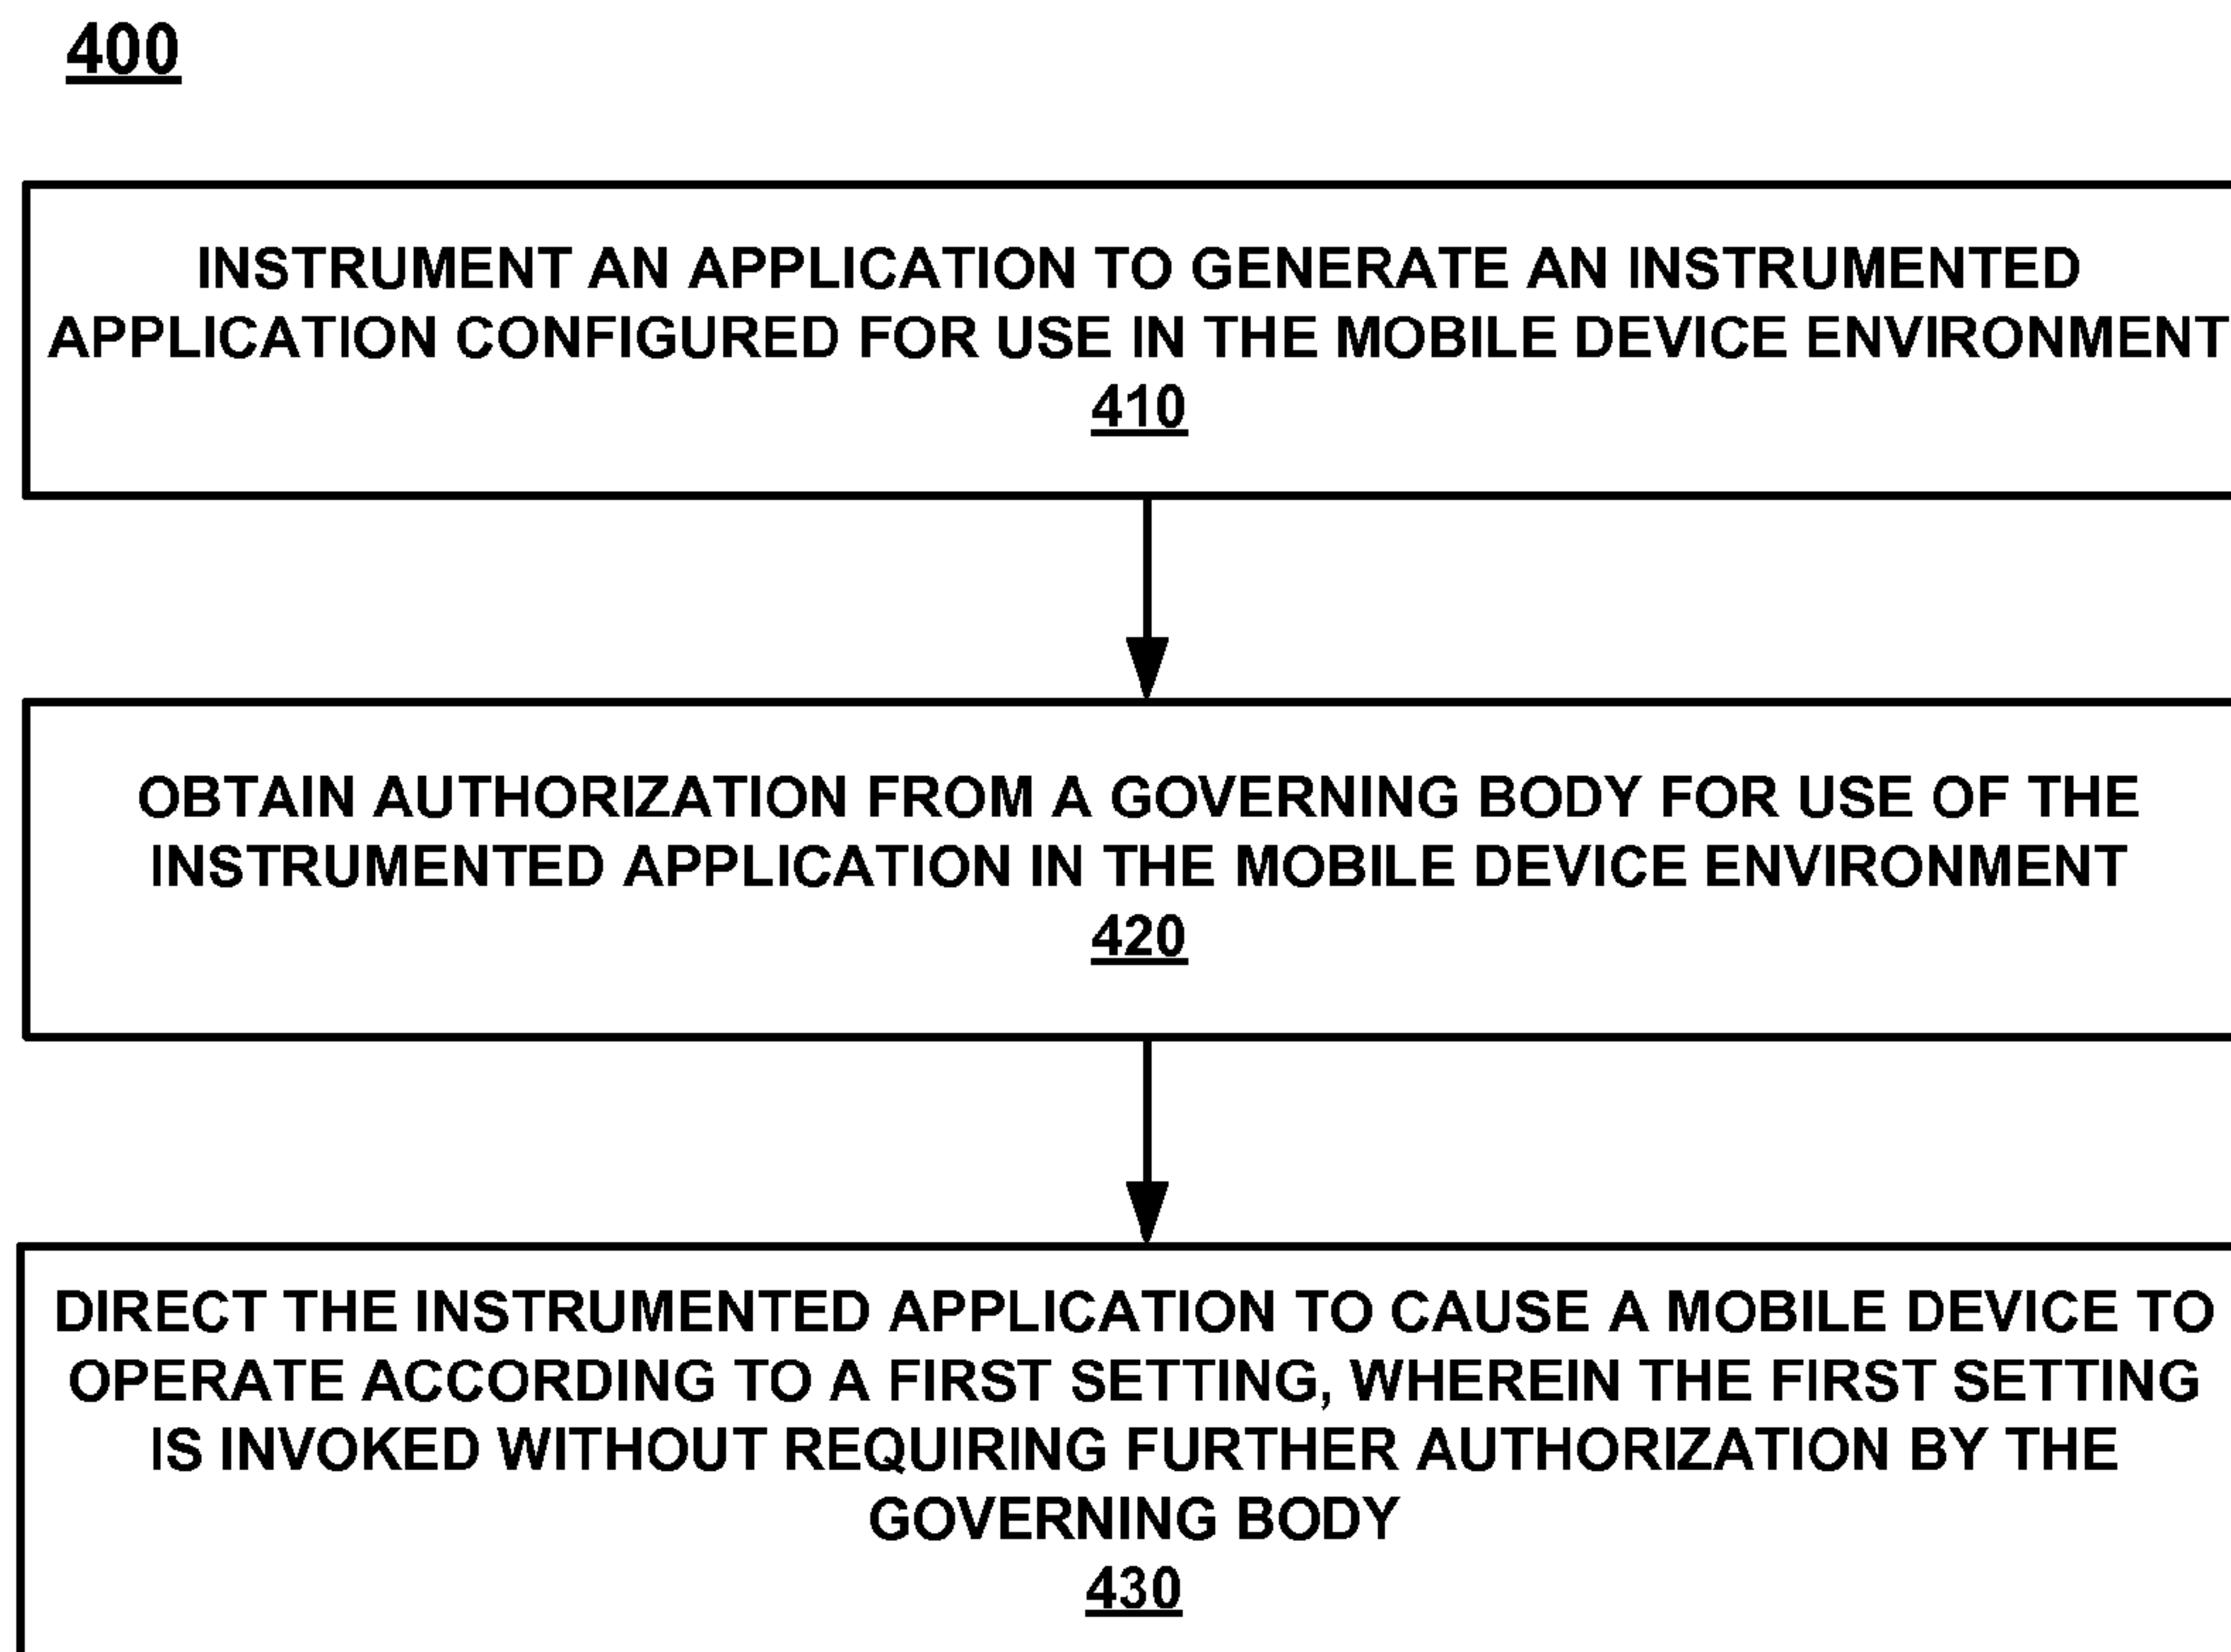 400
INSTRUMENT AN APPLICATION TO GENERATE AN INSTRUMENTED
APPLICATION CONFIGURED FOR USE IN THE MOBILE DEVICE ENVIRONMENT
410
OBTAIN AUTHORIZATION FROM A GOVERNING BODY FOR USE OF THE
INSTRUMENTED APPLICATION IN THE MOBILE DEVICE ENVIRONMENT
420
DIRECT THE INSTRUMENTED APPLICATION TO CAUSE A MOBILE DEVICE TO
OPERATE ACCORDING TO A FIRST SETTING, WHEREIN THE FIRST SETTING
IS INVOKED WITHOUT REQUIRING FURTHER AUTHORIZATION BY THE
GOVERNING BODY
430